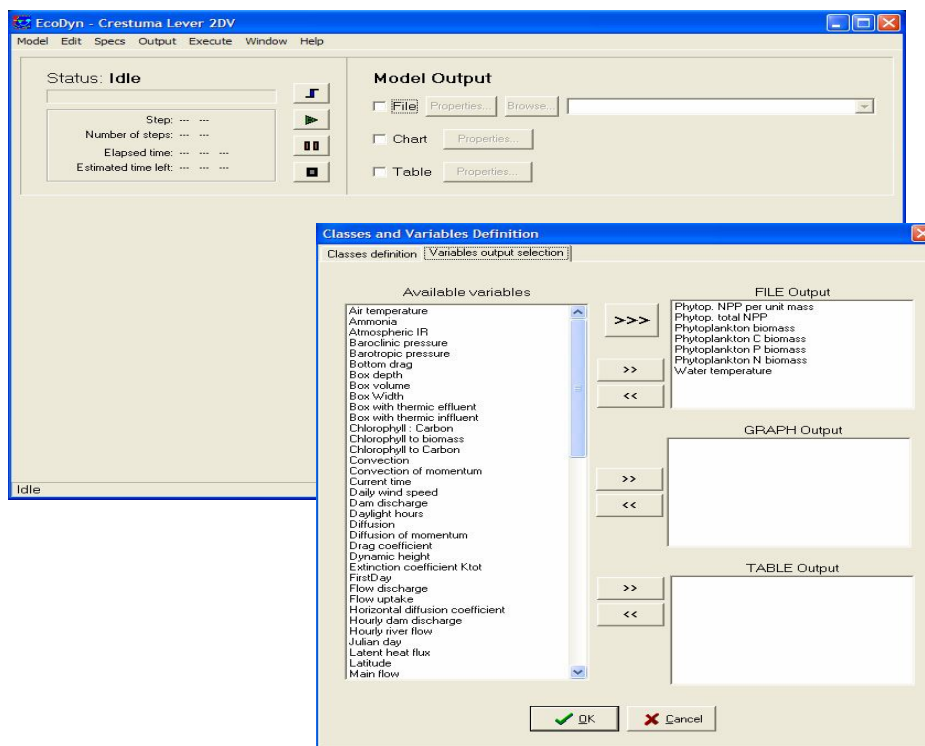 EcoDyn - Crestuma Lever 2DV
Model Edit Specs Output Execute Window Help
Status: Idle
Step: --- ---
Number of steps: --- ---
Elapsed time: --- --- ---
Estimated time left: --- --- ---
Model Output
File Properties... Browse...
Chart Properties...
Table Properties...
Idle
Classes and Variables Definition
Classes definition Variables output selection
Available variables
Air temperature
Ammonia
Atmospheric IR
Baroclinic pressure
Barotropic pressure
Bottom drag
Box depth
Box volume
Box Width
Box with thermic effluent
Box with thermic inffluent
Chlorophyll : Carbon
Chlorophyll to biomass
Chlorophyll to Carbon
Convection
Convection of momentum
Current time
Daily wind speed
Dam discharge
Daylight hours
Diffusion
Diffusion of momentum
Drag coefficient
Dynamic height
Extinction coefficient Ktot
FirstDay
Flow discharge
Flow uptake
Horizontal diffusion coefficient
Hourly dam discharge
Hourly river flow
Julian day
Latent heat flux
Latitude
Main flow
>>>
>>
<<
>>
<<
>>
<<
FILE Output
Phytop. NPP per unit mass
Phytop. total NPP
Phytoplankton biomass
Phytoplankton C biomass
Phytoplankton P biomass
Phytoplankton N biomass
Water temperature
GRAPH Output
TABLE Output
OK
Cancel